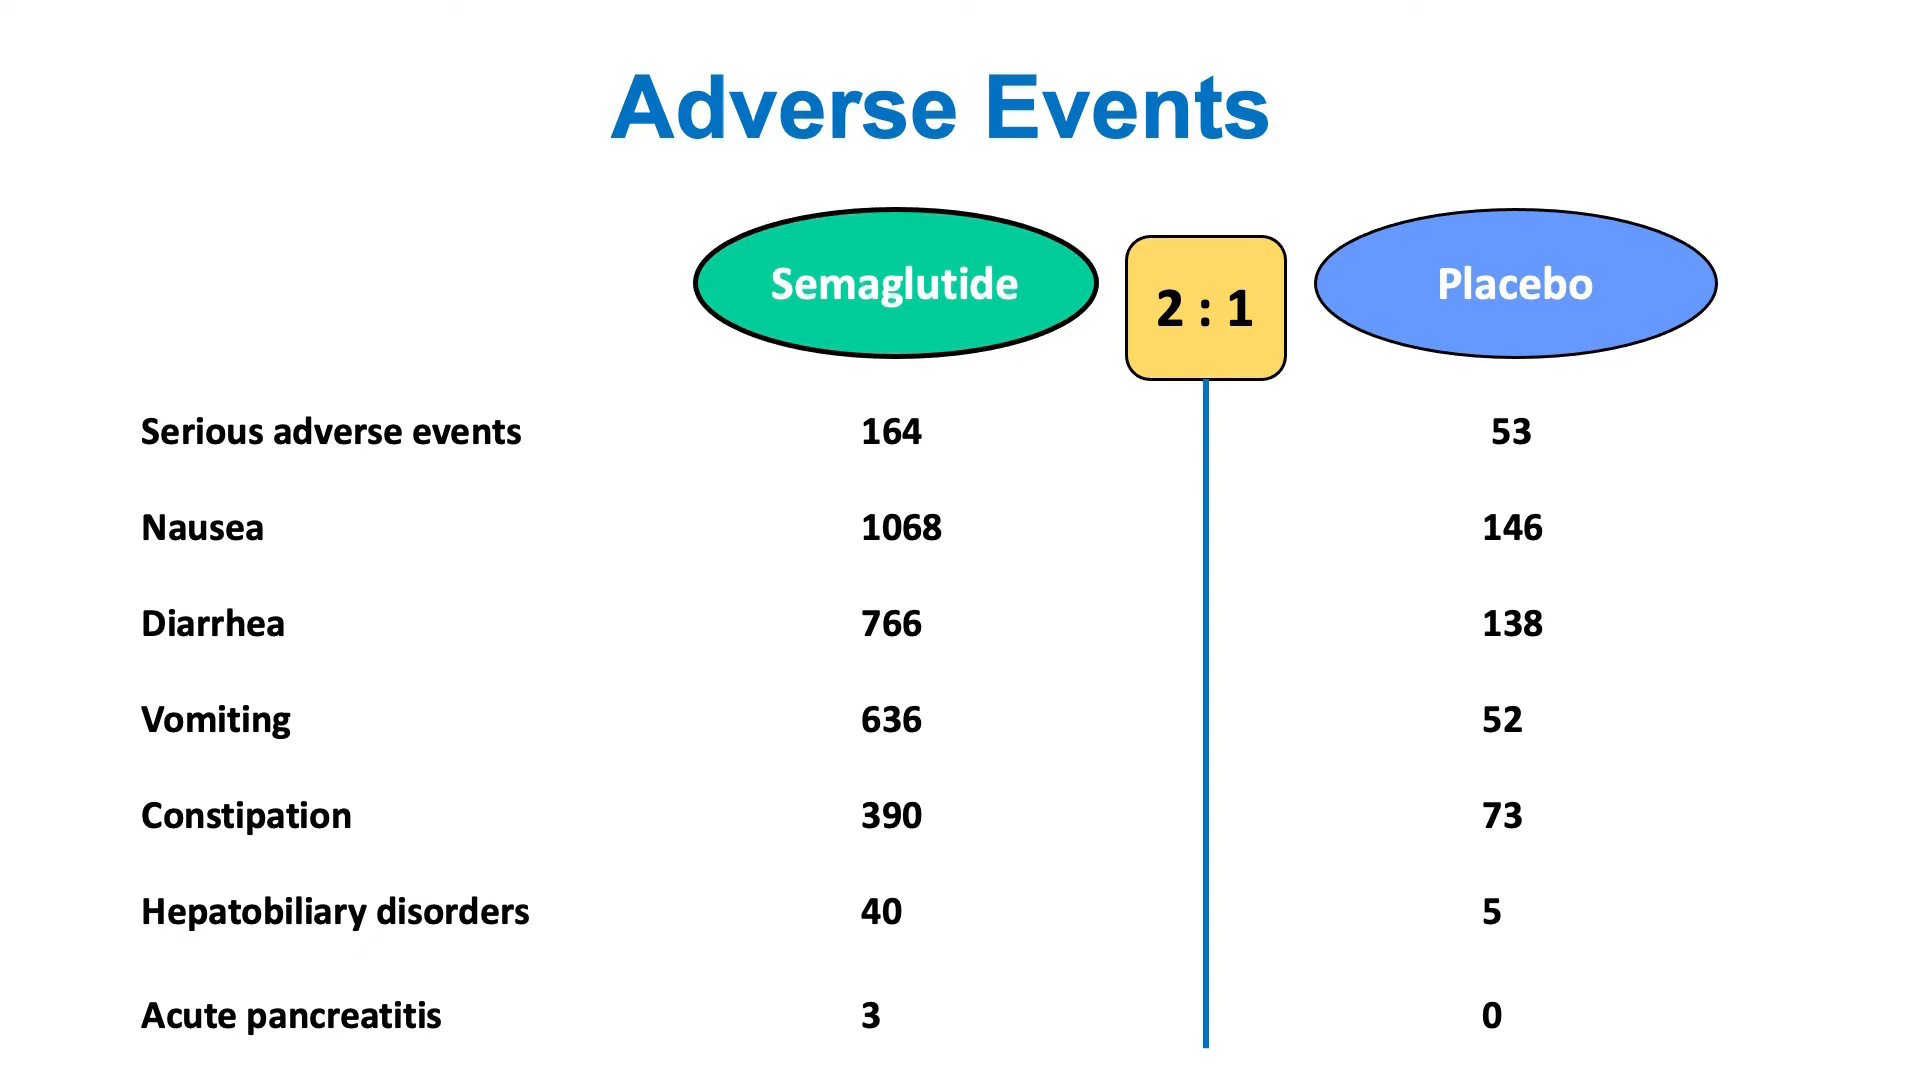 Adverse Events
Semaglutide
2 : 1
Placebo
Serious adverse events 164 53
Nausea 1068 146
Diarrhea 766 138
Vomiting 636 52
Constipation 390 73
Hepatobiliary disorders 40 5
Acute pancreatitis 3 0